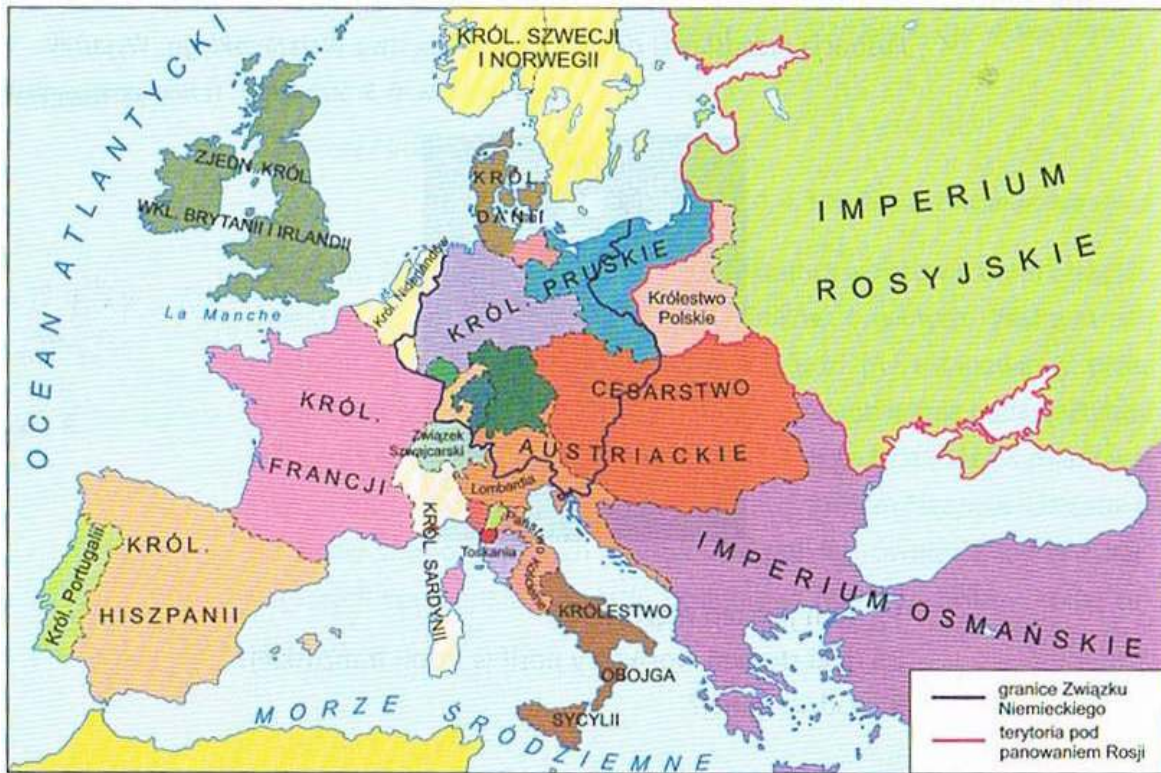 OCEAN ATLANTYCKI
KRÓL. SZWECJI
I NORWEGII
ZJEDN. KRÓL.
WKL. BRYTANII I IRLANDII
KRÓL.
DANII
IMPERIUM
ROSYJSKIE
La Manche
Król. Niderlandów
KRÓL. PRUSKIE
Królestwo
Polskie
KRÓL.
FRANCJI
Związek
Szwajcarski
CESARSTWO
AUSTRIACKIE
Lombardia
KRÓL. SARDYNII
Toskania
Państwo Kościelne
KRÓL.
HISZPANII
Król. Portugalii
KRÓLESTWO
OBOJGA
SYCYLII
IMPERIUM OSMAŃSKIE
MORZE ŚRÓDZIEMNE
granice Związku
Niemieckiego
terytoria pod
panowaniem Rosji